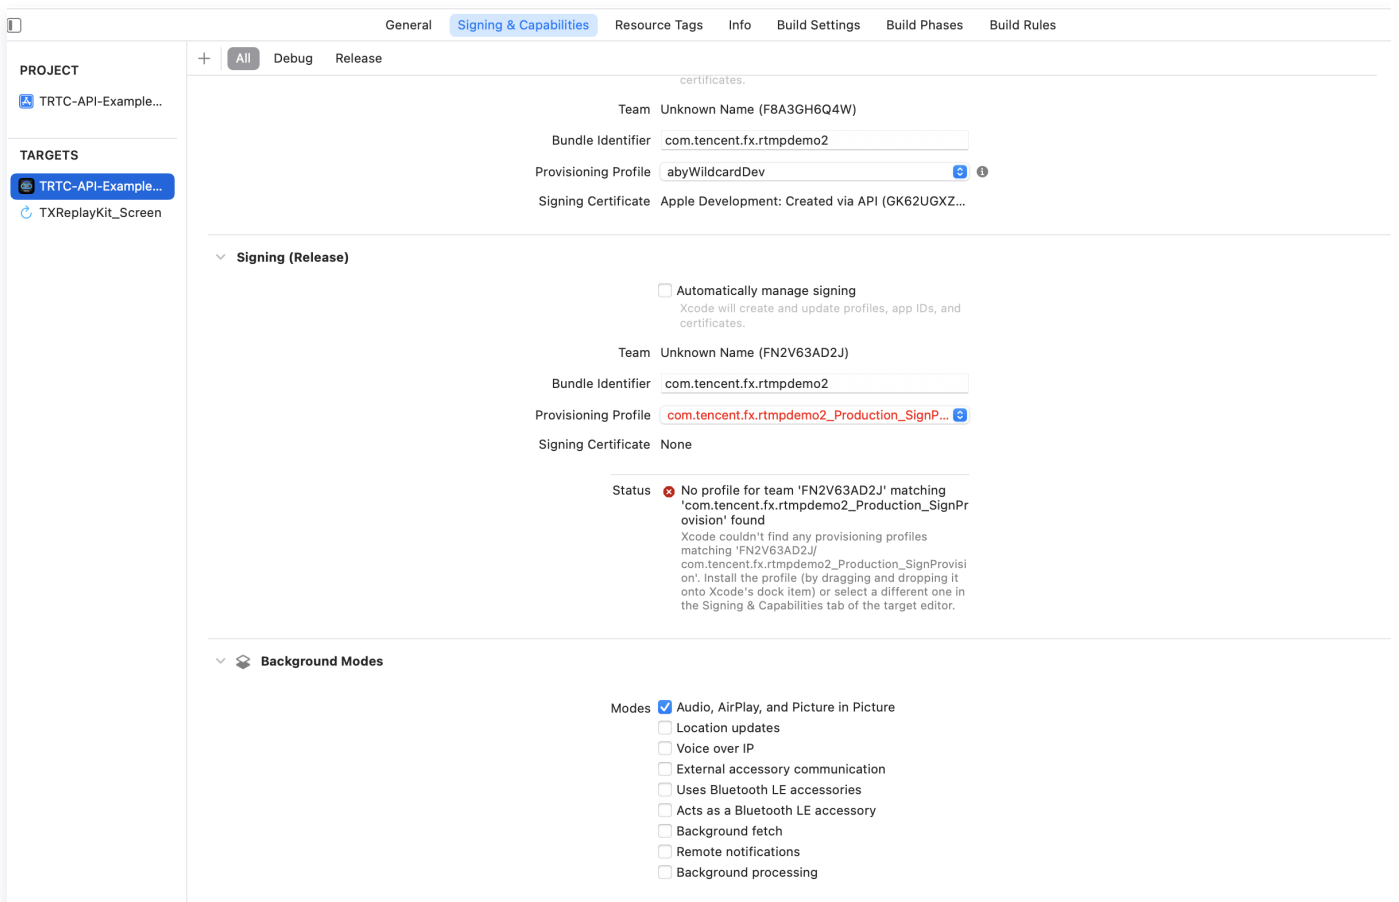 General Signing & Capabilities Resource Tags Info Build Settings Build Phases Build Rules
PROJECT
TRTC-API-Example...
TARGETS
TRTC-API-Example...
TXReplayKit_Screen
All Debug Release
certificates.
Team Unknown Name (F8A3GH6Q4W)
Bundle Identifier com.tencent.fx.rtmpdemo2
Provisioning Profile abyWildcardDev
Signing Certificate Apple Development: Created via API (GK62UGXZ...
Signing (Release)
Automatically manage signing
Xcode will create and update profiles, app IDs, and
certificates.
Team Unknown Name (FN2V63AD2J)
Bundle Identifier com.tencent.fx.rtmpdemo2
Provisioning Profile com.tencent.fx.rtmpdemo2_Production_SignP...
Signing Certificate None
Status No profile for team 'FN2V63AD2J' matching
'com.tencent.fx.rtmpdemo2_Production_SignPr
ovision' found
Xcode couldn't find any provisioning profiles
matching 'FN2V63AD2J/
com.tencent.fx.rtmpdemo2_Production_SignProvisi
on'. Install the profile (by dragging and dropping it
onto Xcode's dock item) or select a different one in
the Signing & Capabilities tab of the target editor.
Background Modes
Modes Audio, AirPlay, and Picture in Picture
Location updates
Voice over IP
External accessory communication
Uses Bluetooth LE accessories
Acts as a Bluetooth LE accessory
Background fetch
Remote notifications
Background processing